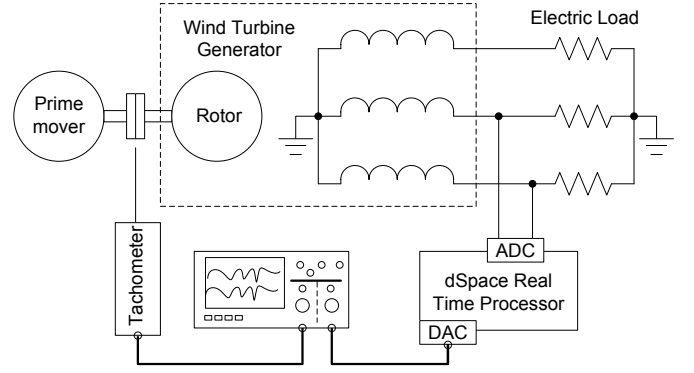 Wind Turbine
Generator
Electric Load
Prime
mover
Rotor
Tachometer
ADC
dSpace Real
Time Processor
DAC